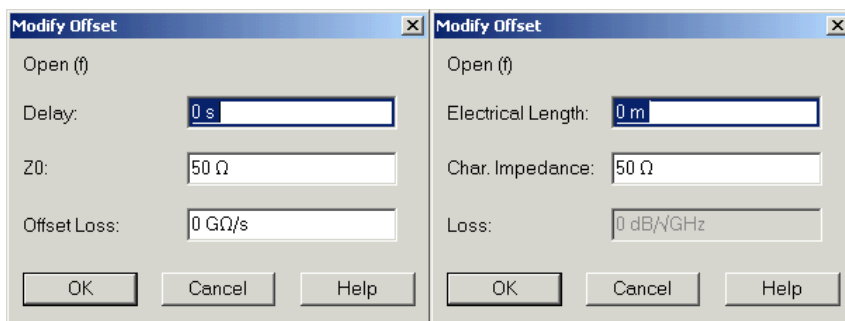 Modify Offset
Open (f)
Delay: 0 s
Z0: 50 Ω
Offset Loss: 0 GΩ/s
OK Cancel Help
Modify Offset
Open (f)
Electrical Length: 0 m
Char. Impedance: 50 Ω
Loss: 0 dB/√GHz
OK Cancel Help